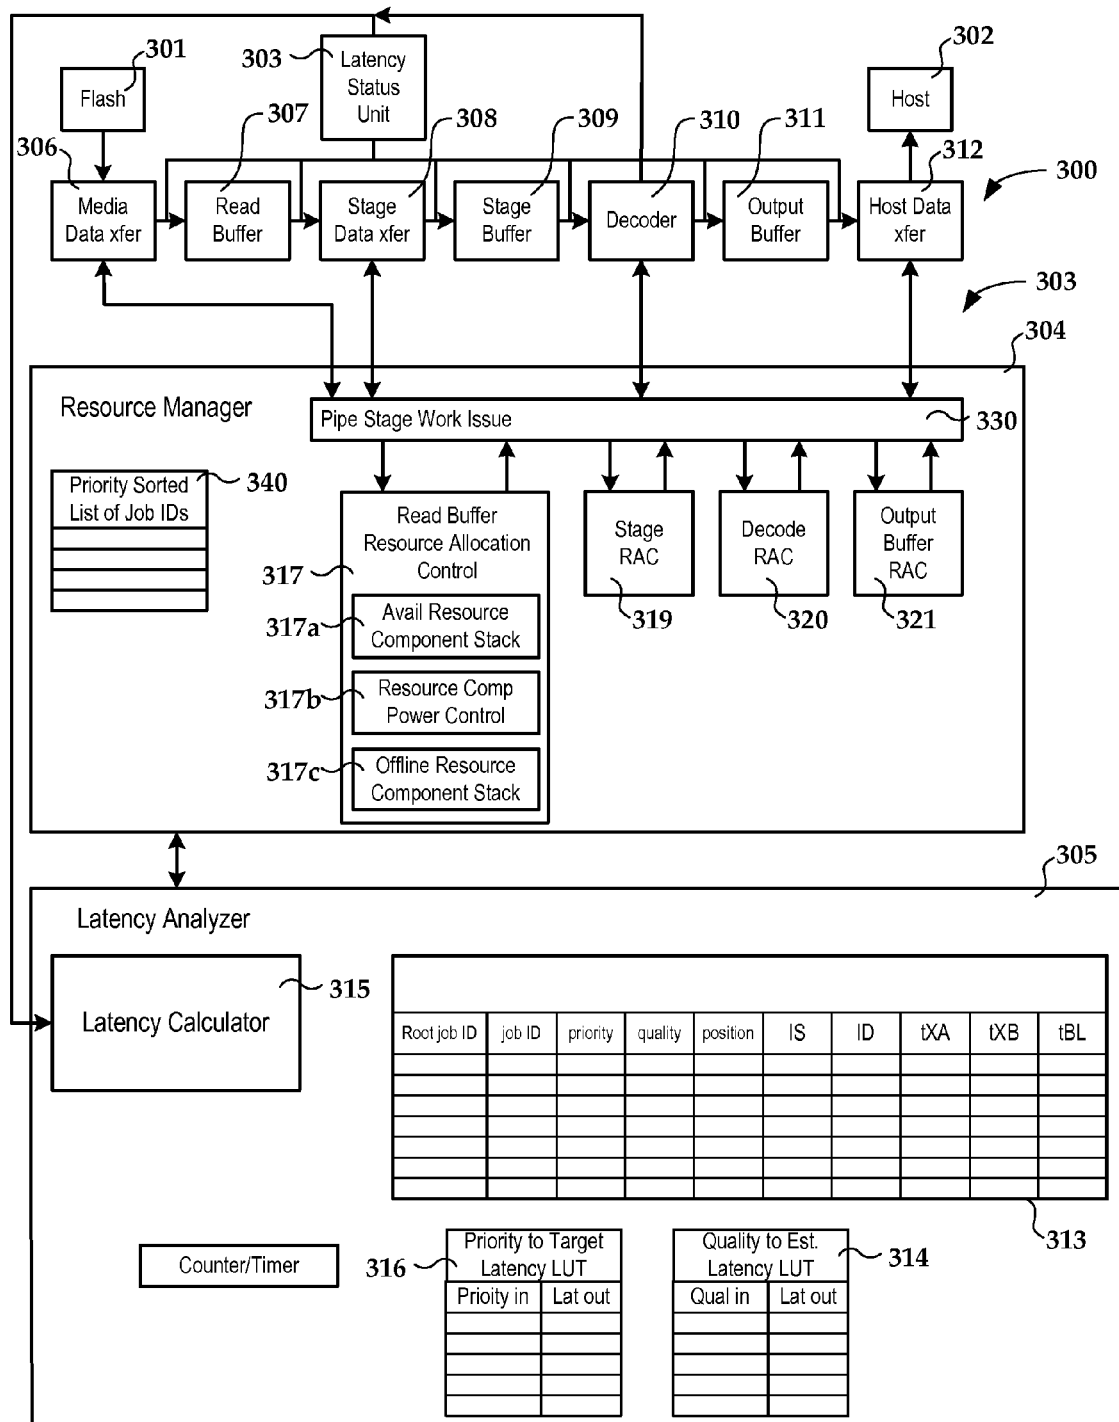 301
Flash
303
Latency
Status
Unit
302
Host
306
307
308
309
310
311
312
300
Media
Data xfer
Read
Buffer
Stage
Data xfer
Stage
Buffer
Decoder
Output
Buffer
Host Data
xfer
303
304
Resource Manager
Pipe Stage Work Issue
330
Priority Sorted
List of Job IDs
340
Read Buffer
Resource Allocation
Control
317
Avail Resource
Component Stack
317a
Resource Comp
Power Control
317b
Offline Resource
Component Stack
317c
Stage
RAC
319
Decode
RAC
320
Output
Buffer
RAC
321
305
Latency Analyzer
Latency Calculator
315
Root job ID job ID priority quality position IS ID tXA tXB tBL
313
Counter/Timer
316
Priority to Target
Latency LUT
Prioity in Lat out
Quality to Est.
Latency LUT
314
Qual in Lat out